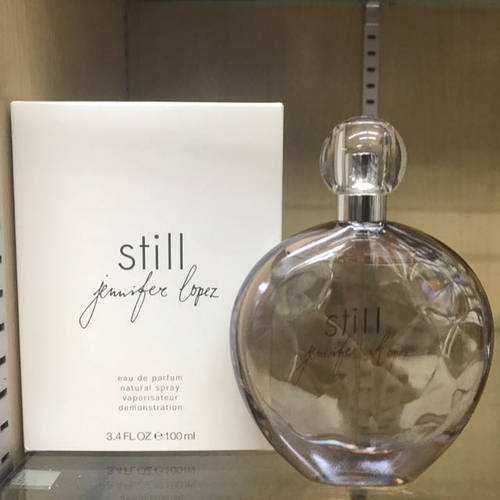 still
jennifer lopez
eau de parfum
natural spray
vaporisateur
demonstration
3.4 FL OZ ℮ 100 ml
still
jennifer lopez